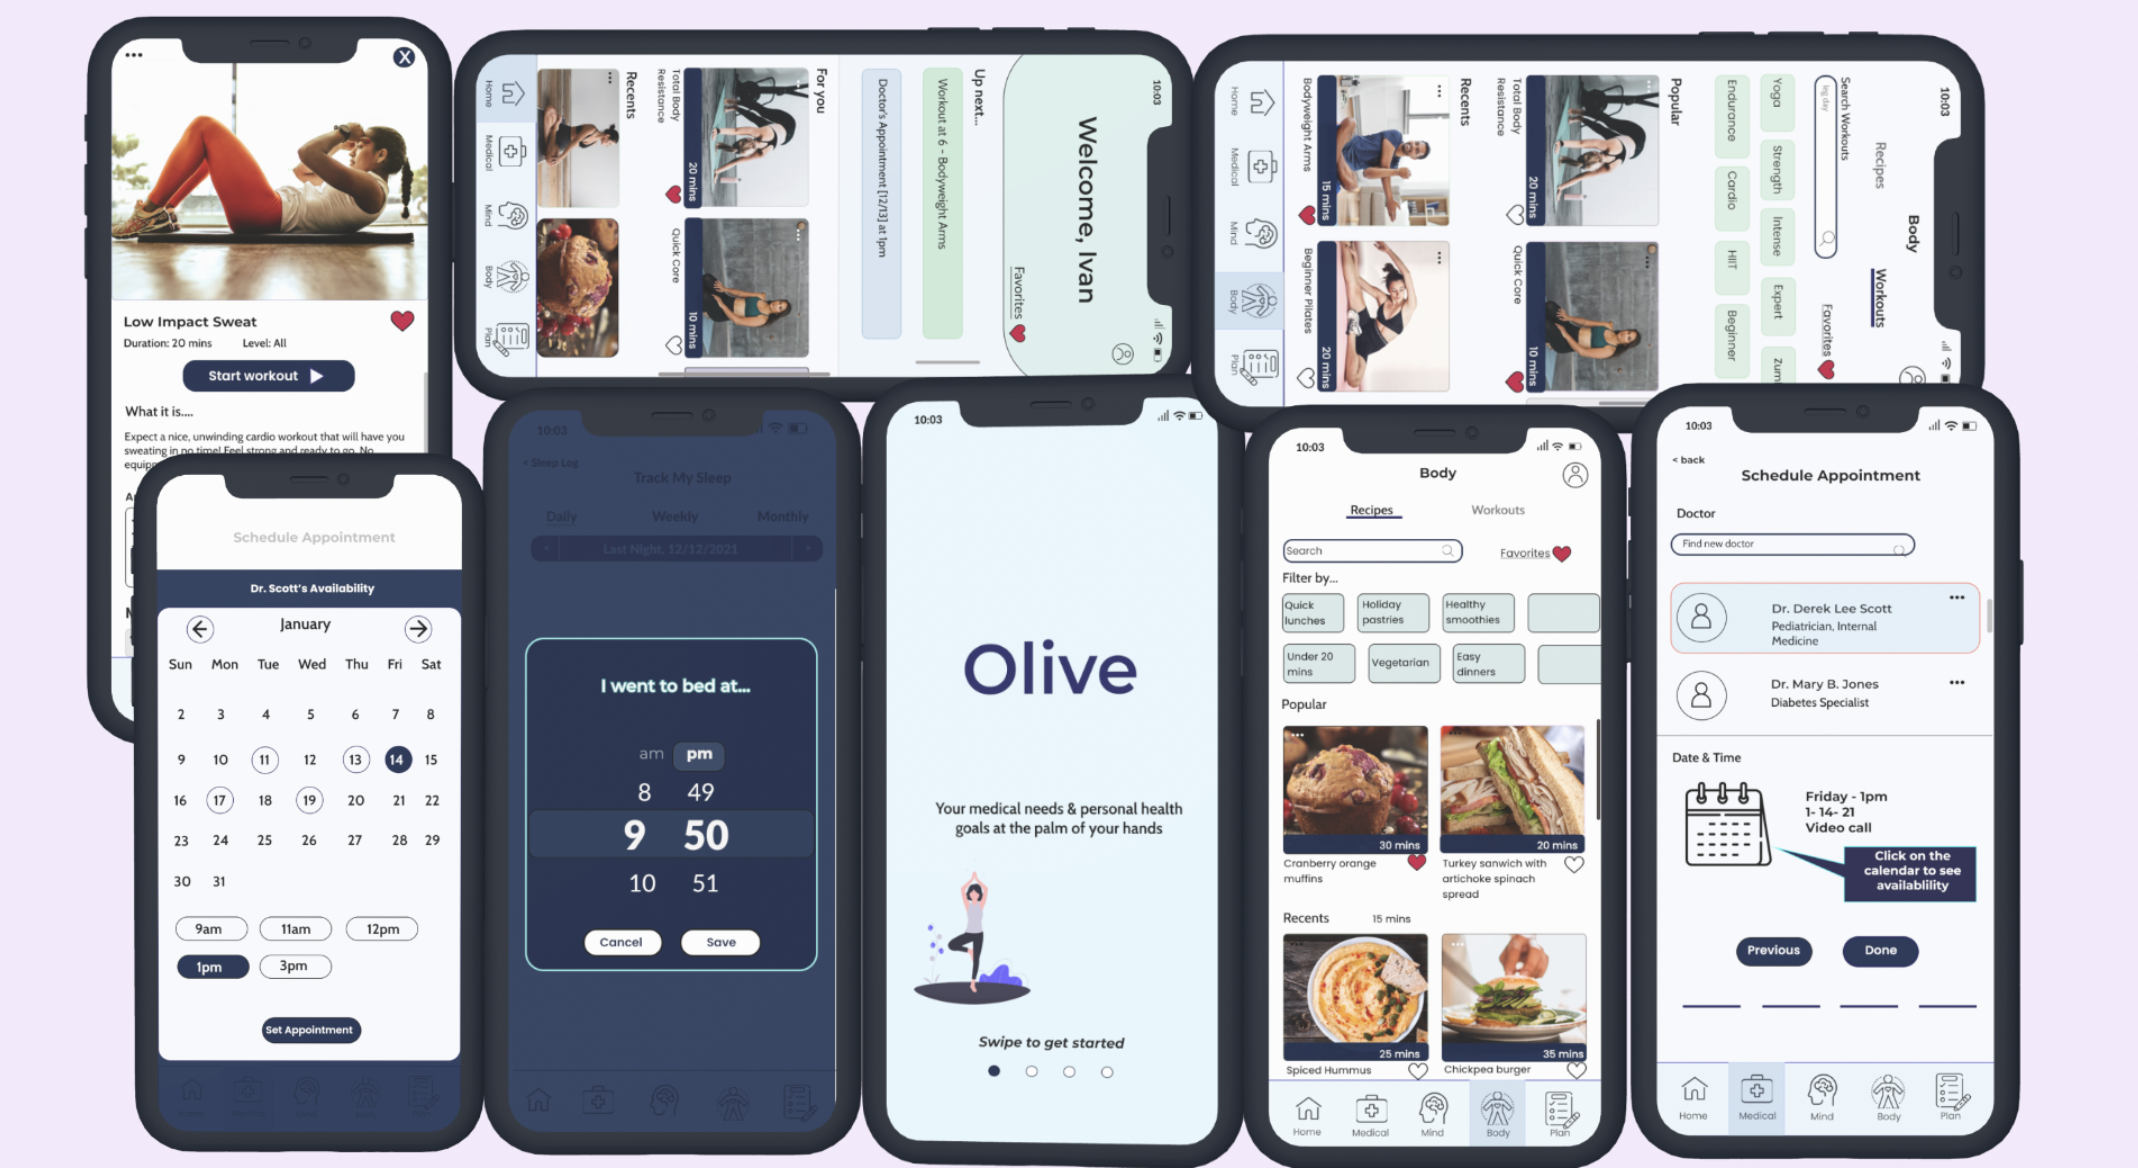 X
Low Impact Sweat
Duration: 20 mins
Level: All
Start workout
What it is....
Expect a nice, unwinding cardio workout that will have you
sweating in no time! Feel strong and ready to go. No
10:03
Welcome, Ivan
Favorites
Up next...
Workout at 6 - Bodyweight Arms
Doctor's Appointment [12/13] at 1pm
For you
20 mins
10 mins
Total Body
Resistance
Quick Core
Recents
Home
Medical
Mind
Body
Plan
10:03
Body
Recipes
Workouts
Search Workouts
leg day
Favorites
Yoga
Strength
Intense
Expert
Endurance
Cardio
HIIT
Beginner
Popular
20 mins
10 mins
Total Body
Resistance
Quick Core
Recents
15 mins
20 mins
Bodyweight Arms
Beginner Pilates
Home
Medical
Mind
Body
Plan
Schedule Appointment
Dr. Scott's Availability
January
Sun Mon Tue Wed Thu Fri Sat
2 3 4 5 6 7 8
9 10 11 12 13 14 15
16 17 18 19 20 21 22
23 24 25 26 27 28 29
30 31
9am 11am 12pm
1pm 3pm
Set Appointment
10:03
< Sleep Log
Track My Sleep
Daily Weekly Monthly
< Last Night, 12/12/2021
I went to bed at...
am pm
8 49
9 50
10 51
Cancel Save
10:03
Olive
Your medical needs & personal health
goals at the palm of your hands
Swipe to get started
10:03
Body
Recipes Workouts
Search
Favorites
Filter by...
Quick
lunches
Holiday
pastries
Healthy
smoothies
Under 20
mins
Vegetarian
Easy
dinners
Popular
30 mins
20 mins
Cranberry orange
muffins
Turkey sanwich with
artichoke spinach
spread
Recents
15 mins
25 mins
35 mins
Spiced Hummus
Chickpea burger
Home
Medical
Mind
Body
Plan
10:03
< back
Schedule Appointment
Doctor
Find new doctor
Dr. Derek Lee Scott
Pediatrician, Internal
Medicine
Dr. Mary B. Jones
Diabetes Specialist
Date & Time
Friday - 1pm
1- 14- 21
Video call
Click on the
calendar to see
availablility
Previous
Done
Home
Medical
Mind
Body
Plan